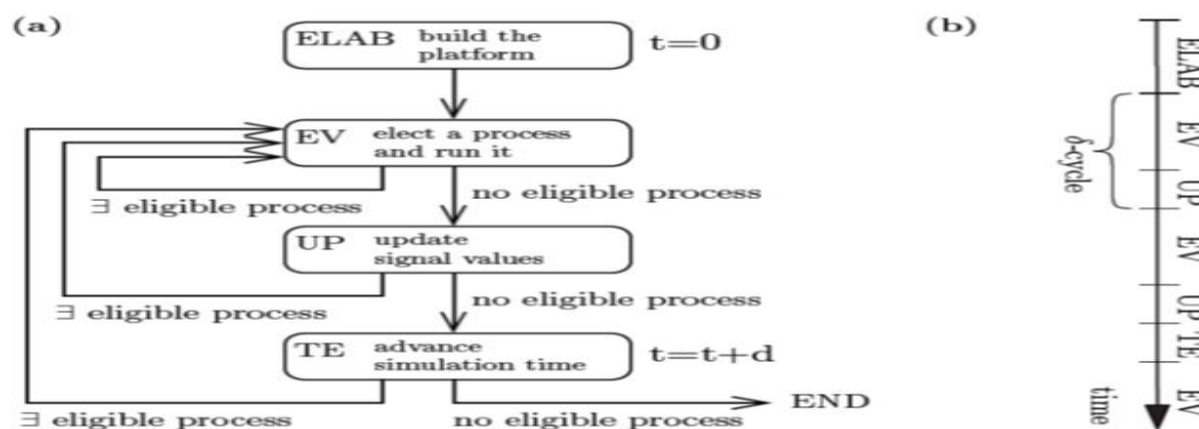 (a)
ELAB build the
platform
t=0
EV elect a process
and run it
∃ eligible process
no eligible process
UP update
signal values
∃ eligible process
no eligible process
TE advance
simulation time
t=t+d
∃ eligible process
no eligible process
END
(b)
ELAB
EV
UP
δ-cycle
EV
UP
TE
EV
time